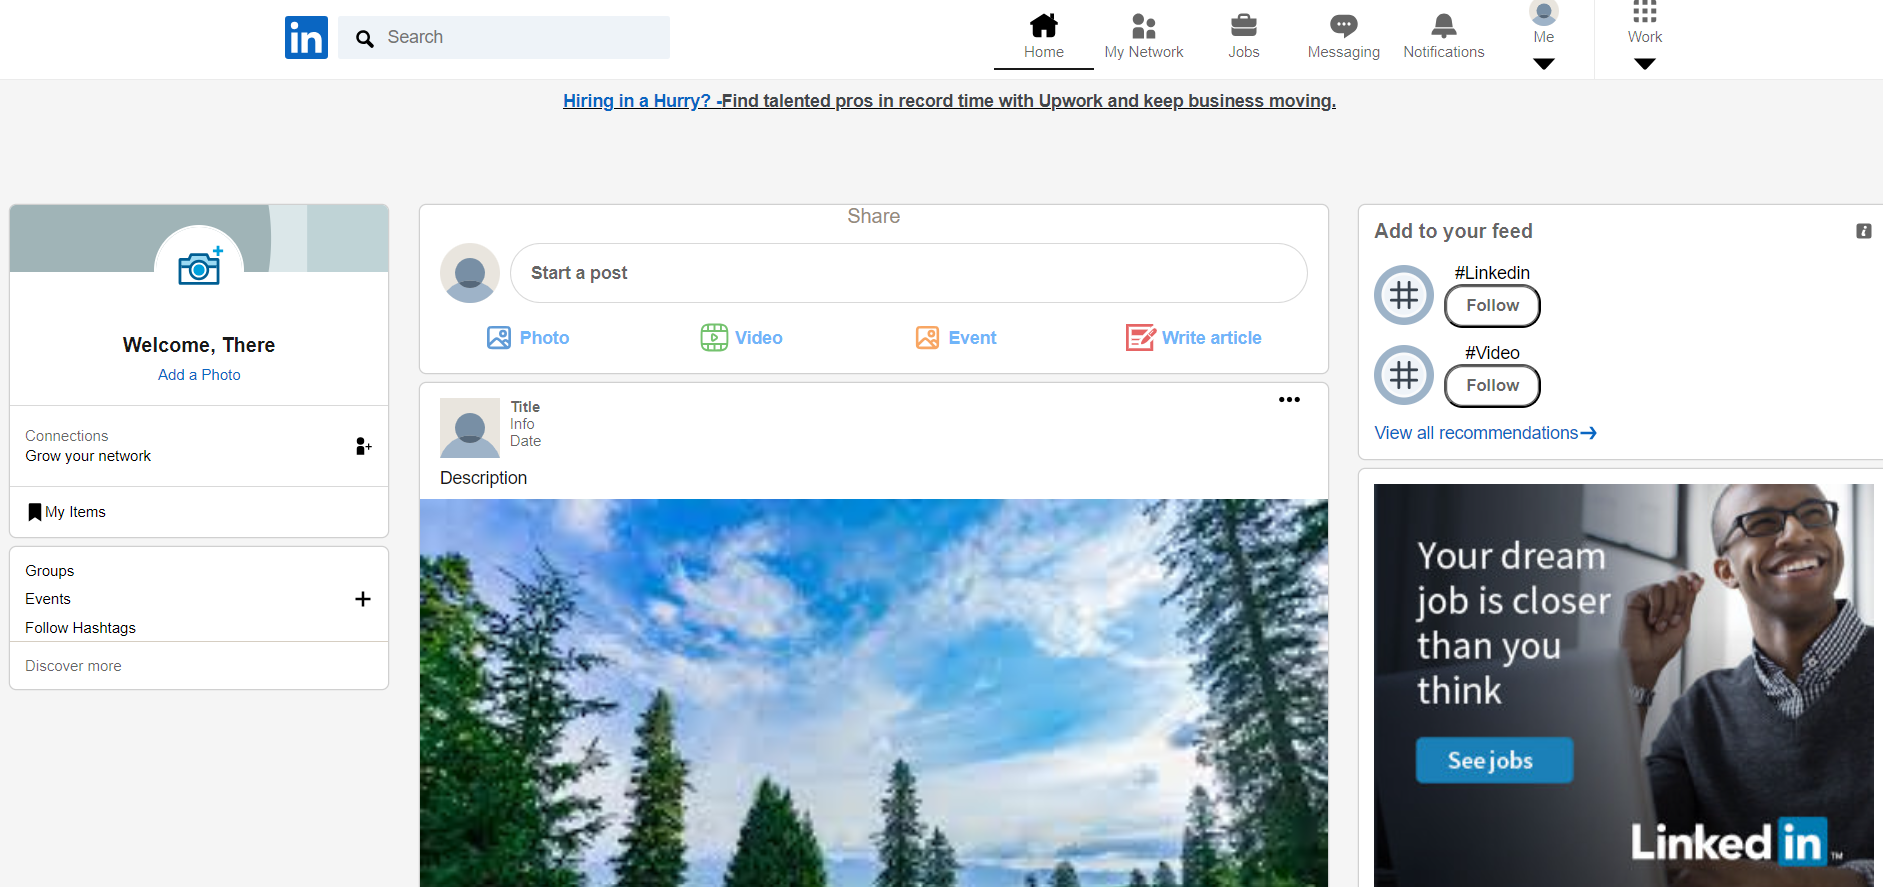 in
Search
Home
My Network
Jobs
Messaging
Notifications
Me
Work
Hiring in a Hurry? -Find talented pros in record time with Upwork and keep business moving.
Welcome, There
Add a Photo
Connections
Grow your network
My Items
Groups
Events
Follow Hashtags
Discover more
Share
Start a post
Photo
Video
Event
Write article
Title
Info
Date
Description
Add to your feed
#Linkedin
Follow
#Video
Follow
View all recommendations
Your dream
job is closer
than you
think
See jobs
Linked in TM